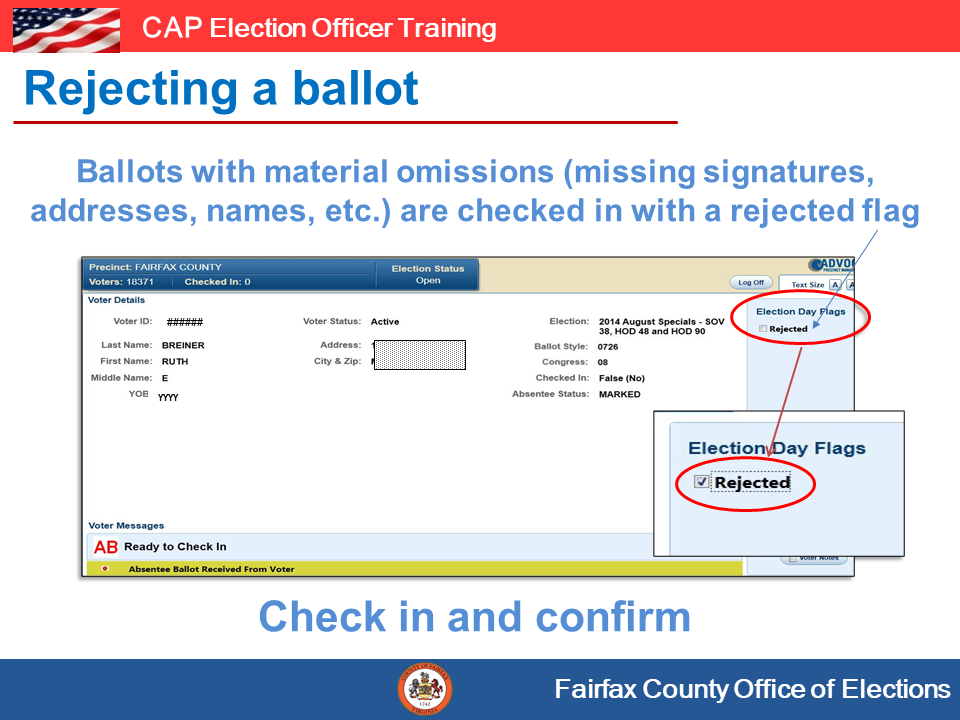 CAP Election Officer Training
Rejecting a ballot
Ballots with material omissions (missing signatures,
addresses, names, etc.) are checked in with a rejected flag
Precinct: FAIRFAX COUNTY
Voters: 18371 | Checked In: 0
Election Status
Open
ADVO
Log Off
Text Size A A
Voter Details
Voter ID: ######
Voter Status: Active
Election: 2014 August Specials - SOV
38, HOD 48 and HOD 90
Last Name: BREINER
Address:
Ballot Style: 0726
First Name: RUTH
City & Zip:
Congress: 08
Middle Name: E
Checked In: False (No)
YOB YYYY
Absentee Status: MARKED
Election Day Flags
Rejected
Election Day Flags
Rejected
Voter Messages
AB Ready to Check In
Absentee Ballot Received From Voter
Voter Notes
Check in and confirm
COUNTY OF FAIRFAX
1742
VIRGINIA
Fairfax County Office of Elections